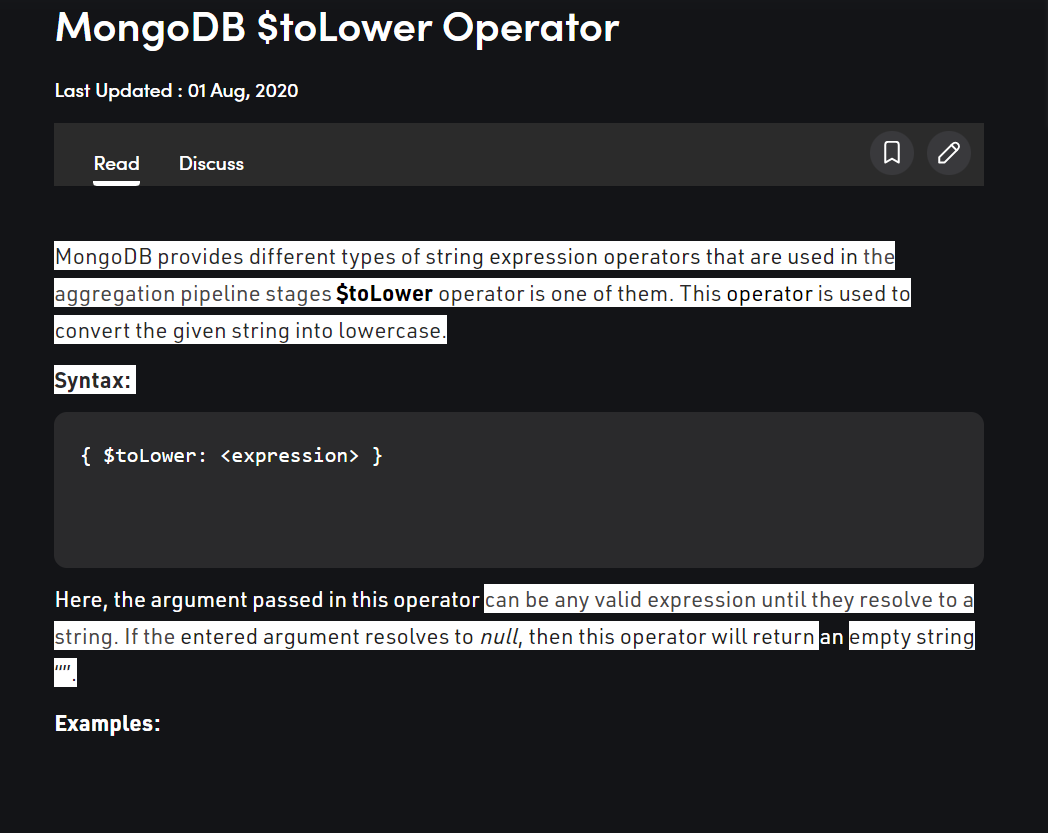 MongoDB $toLower Operator
Last Updated : 01 Aug, 2020
Read Discuss
MongoDB provides different types of string expression operators that are used in the
aggregation pipeline stages $toLower operator is one of them. This operator is used to
convert the given string into lowercase.
Syntax:
{ $toLower: <expression> }
Here, the argument passed in this operator can be any valid expression until they resolve to a
string. If the entered argument resolves to null, then this operator will return an empty string
“”.
Examples: